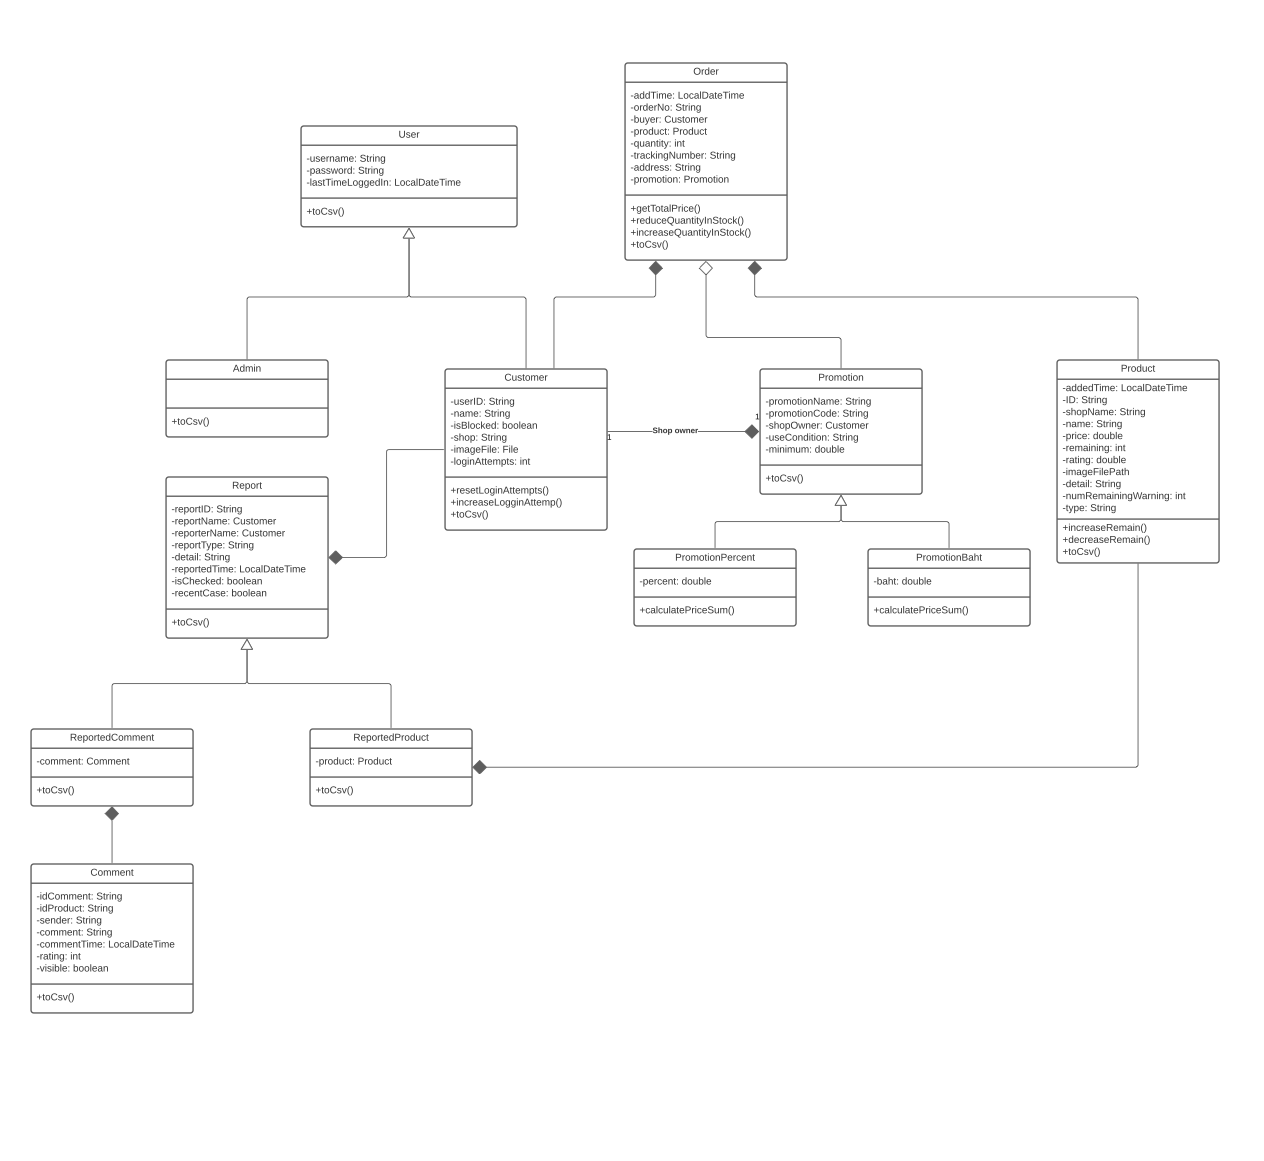 Order
-addTime: LocalDateTime
-orderNo: String
-buyer: Customer
-product: Product
-quantity: int
-trackingNumber: String
-address: String
-promotion: Promotion
+getTotalPrice()
+reduceQuantityInStock()
+increaseQuantityInStock()
+toCsv()
User
-username: String
-password: String
-lastTimeLoggedIn: LocalDateTime
+toCsv()
Admin
+toCsv()
Customer
-userID: String
-name: String
-isBlocked: boolean
-shop: String
-imageFile: File
-loginAttempts: int
+resetLoginAttempts()
+increaseLogginAttemp()
+toCsv()
1
Shop owner
1
Promotion
-promotionName: String
-promotionCode: String
-shopOwner: Customer
-useCondition: String
-minimum: double
+toCsv()
Product
-addedTime: LocalDateTime
-ID: String
-shopName: String
-name: String
-price: double
-remaining: int
-rating: double
-imageFilePath
-detail: String
-numRemainingWarning: int
-type: String
+increaseRemain()
+decreaseRemain()
+toCsv()
Report
-reportID: String
-reportName: Customer
-reporterName: Customer
-reportType: String
-detail: String
-reportedTime: LocalDateTime
-isChecked: boolean
-recentCase: boolean
+toCsv()
PromotionPercent
-percent: double
+calculatePriceSum()
PromotionBaht
-baht: double
+calculatePriceSum()
ReportedComment
-comment: Comment
+toCsv()
ReportedProduct
-product: Product
+toCsv()
Comment
-idComment: String
-idProduct: String
-sender: String
-comment: String
-commentTime: LocalDateTime
-rating: int
-visible: boolean
+toCsv()